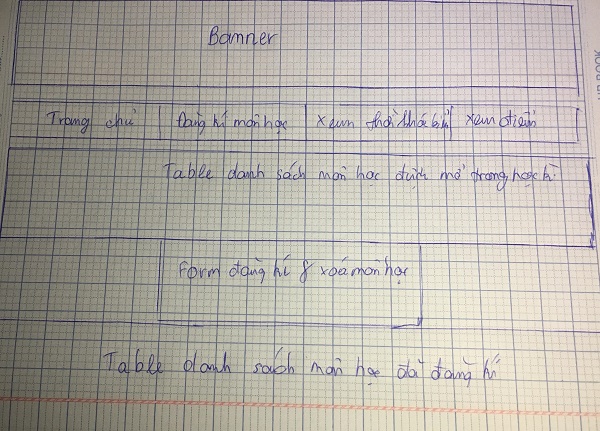 Banner
Trang chủ Đăng kí môn học Xem thời khoá biểu Xem điểm
Table danh sách môn học được mở trong học kì
Form đăng kí & xoá môn học
Table danh sách môn học đã đăng kí